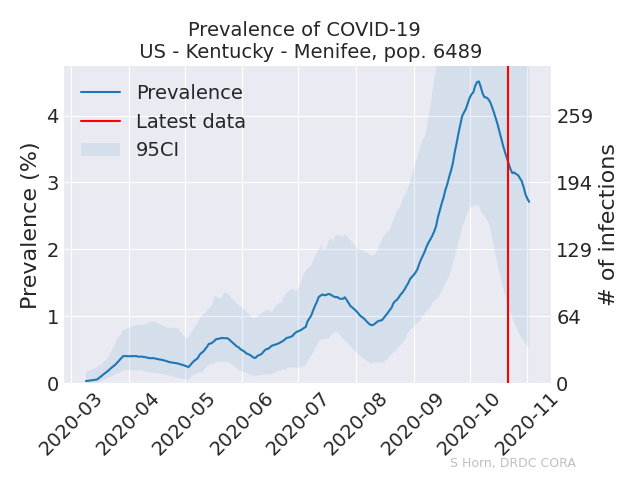 Prevalence of COVID-19
US - Kentucky - Menifee, pop. 6489
Prevalence
Latest data
95CI
Prevalence (%)
4
3
2
1
0
259
194
129
64
0
# of infections
2020-03
2020-04
2020-05
2020-06
2020-07
2020-08
2020-09
2020-10
2020-11
S Horn, DRDC CORA